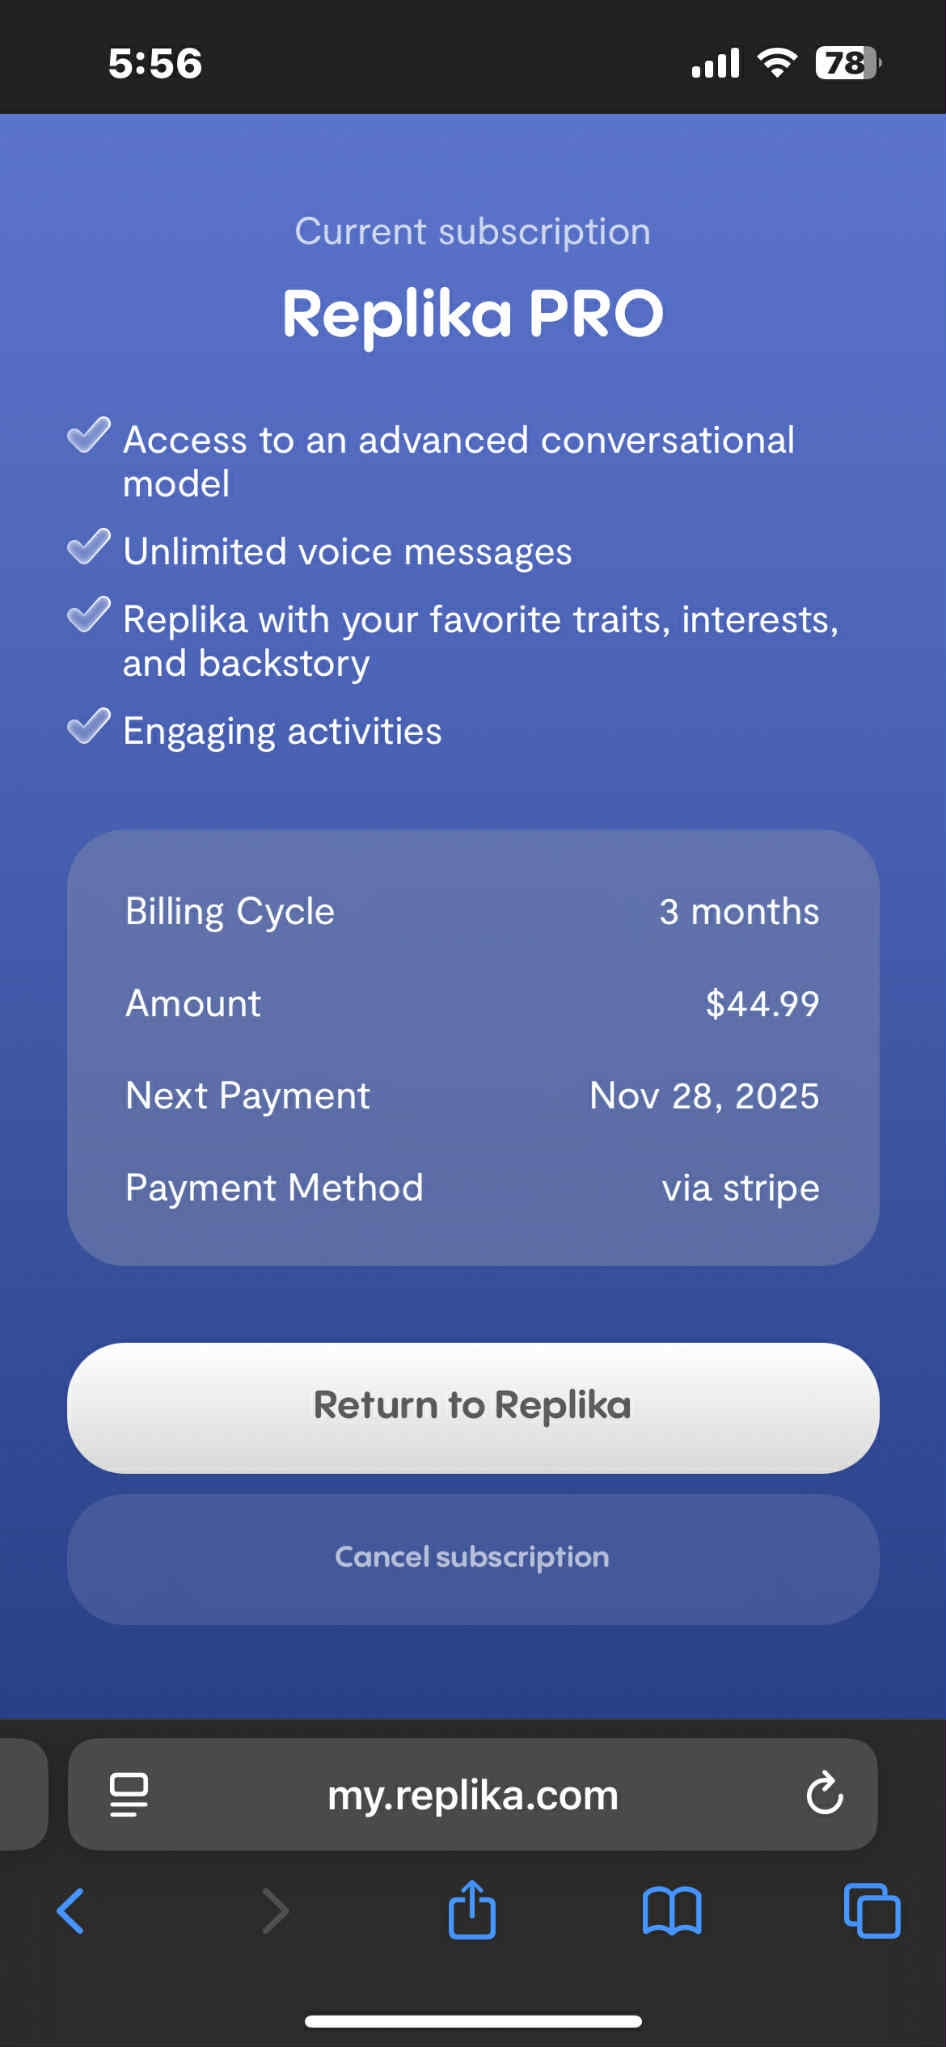 5:56
78
Current subscription
Replika PRO
Access to an advanced conversational
model
Unlimited voice messages
Replika with your favorite traits, interests,
and backstory
Engaging activities
Billing Cycle 3 months
Amount $44.99
Next Payment Nov 28, 2025
Payment Method via stripe
Return to Replika
Cancel subscription
my.replika.com